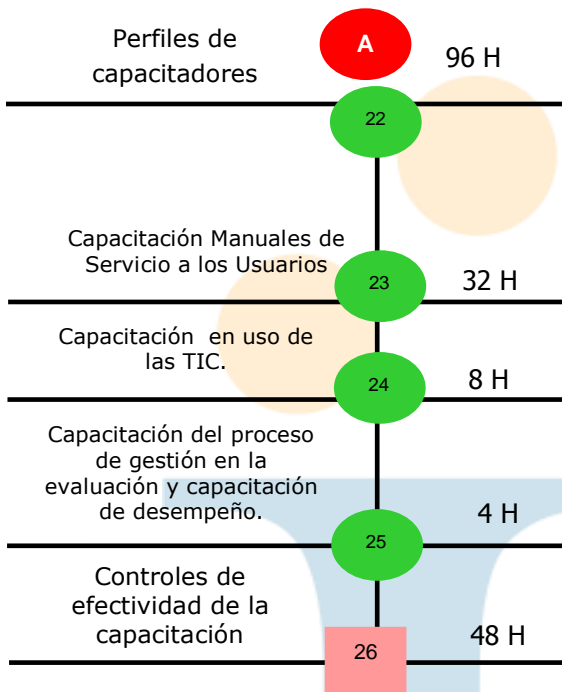 Perfiles de
capacitadores
A
96 H
22
Capacitación Manuales de
Servicio a los Usuarios
23
32 H
Capacitación en uso de
las TIC.
24
8 H
Capacitación del proceso
de gestión en la
evaluación y capacitación
de desempeño.
25
4 H
Controles de
efectividad de la
capacitación
26
48 H